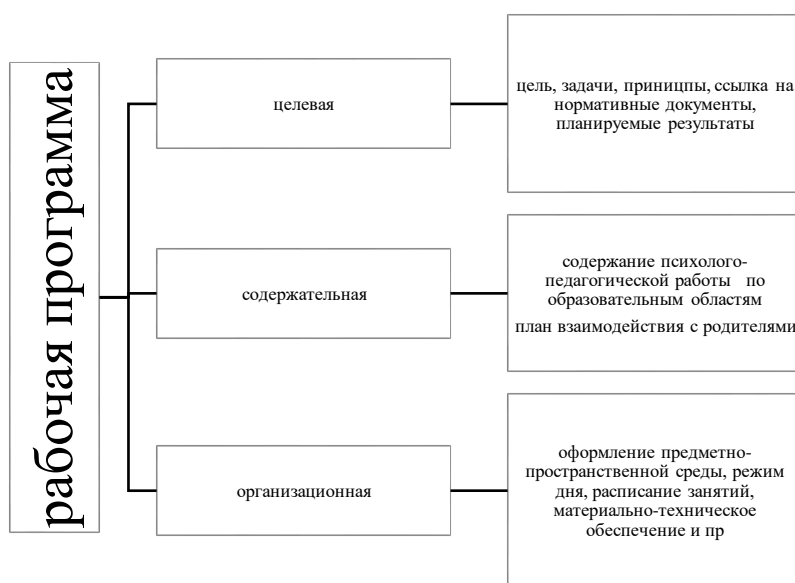 рабочая программа
целевая
цель, задачи, приницпы, ссылка на
нормативные документы,
планируемые результаты
содержательная
содержание психолого-
педагогической работы по
образовательным областям
план взаимодействия с родителями
организационная
оформление предметно-
пространственной среды, режим
дня, расписание занятий,
материально-техническое
обеспечение и пр